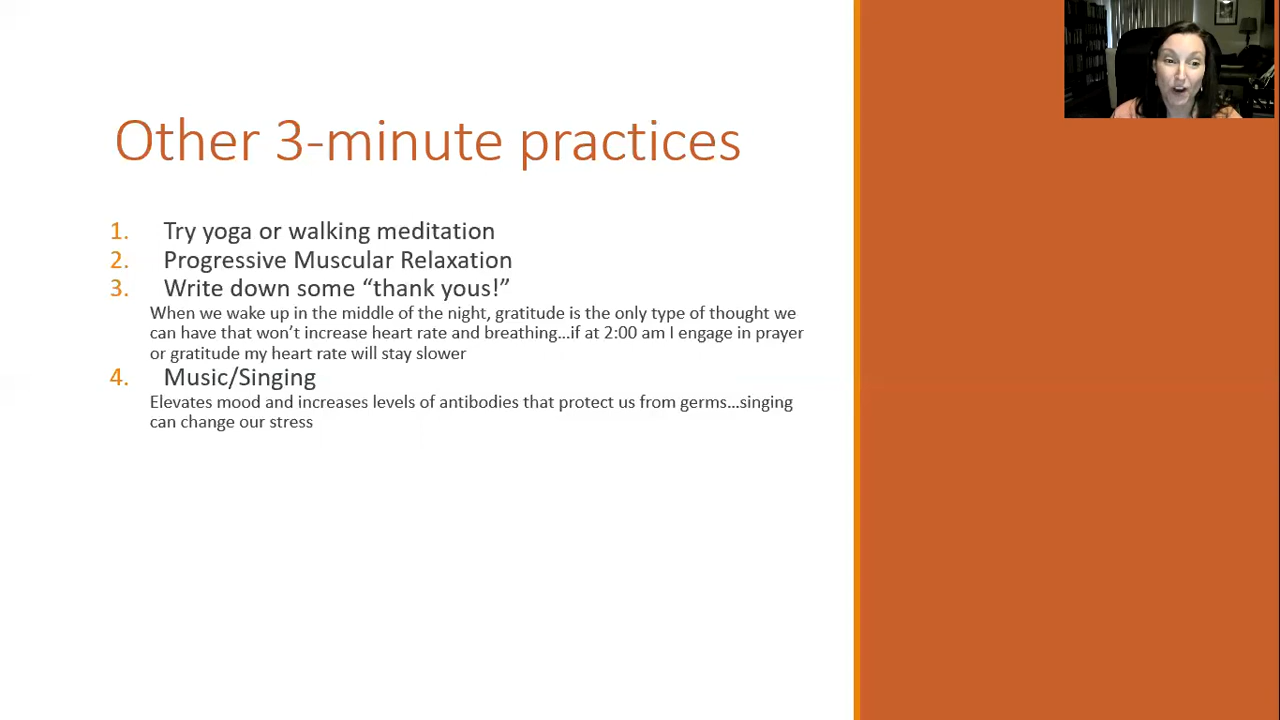 Other 3-minute practices
1. Try yoga or walking meditation
2. Progressive Muscular Relaxation
3. Write down some “thank yous!”
When we wake up in the middle of the night, gratitude is the only type of thought we
can have that won’t increase heart rate and breathing...if at 2:00 am I engage in prayer
or gratitude my heart rate will stay slower
4. Music/Singing
Elevates mood and increases levels of antibodies that protect us from germs...singing
can change our stress